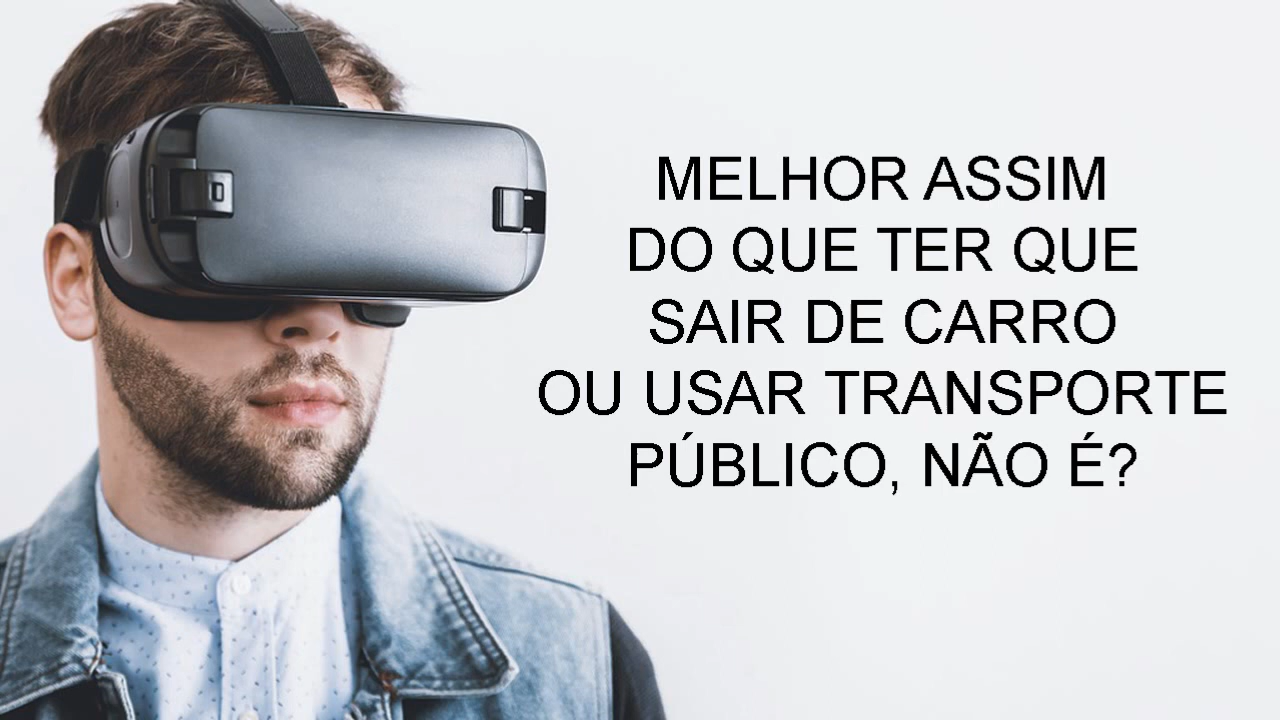 MELHOR ASSIM
DO QUE TER QUE
SAIR DE CARRO
OU USAR TRANSPORTE
PÚBLICO, NÃO É?